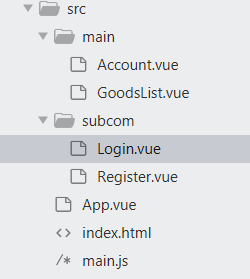 src
main
Account.vue
GoodsList.vue
subcom
Login.vue
Register.vue
App.vue
<> index.html
/* main.js